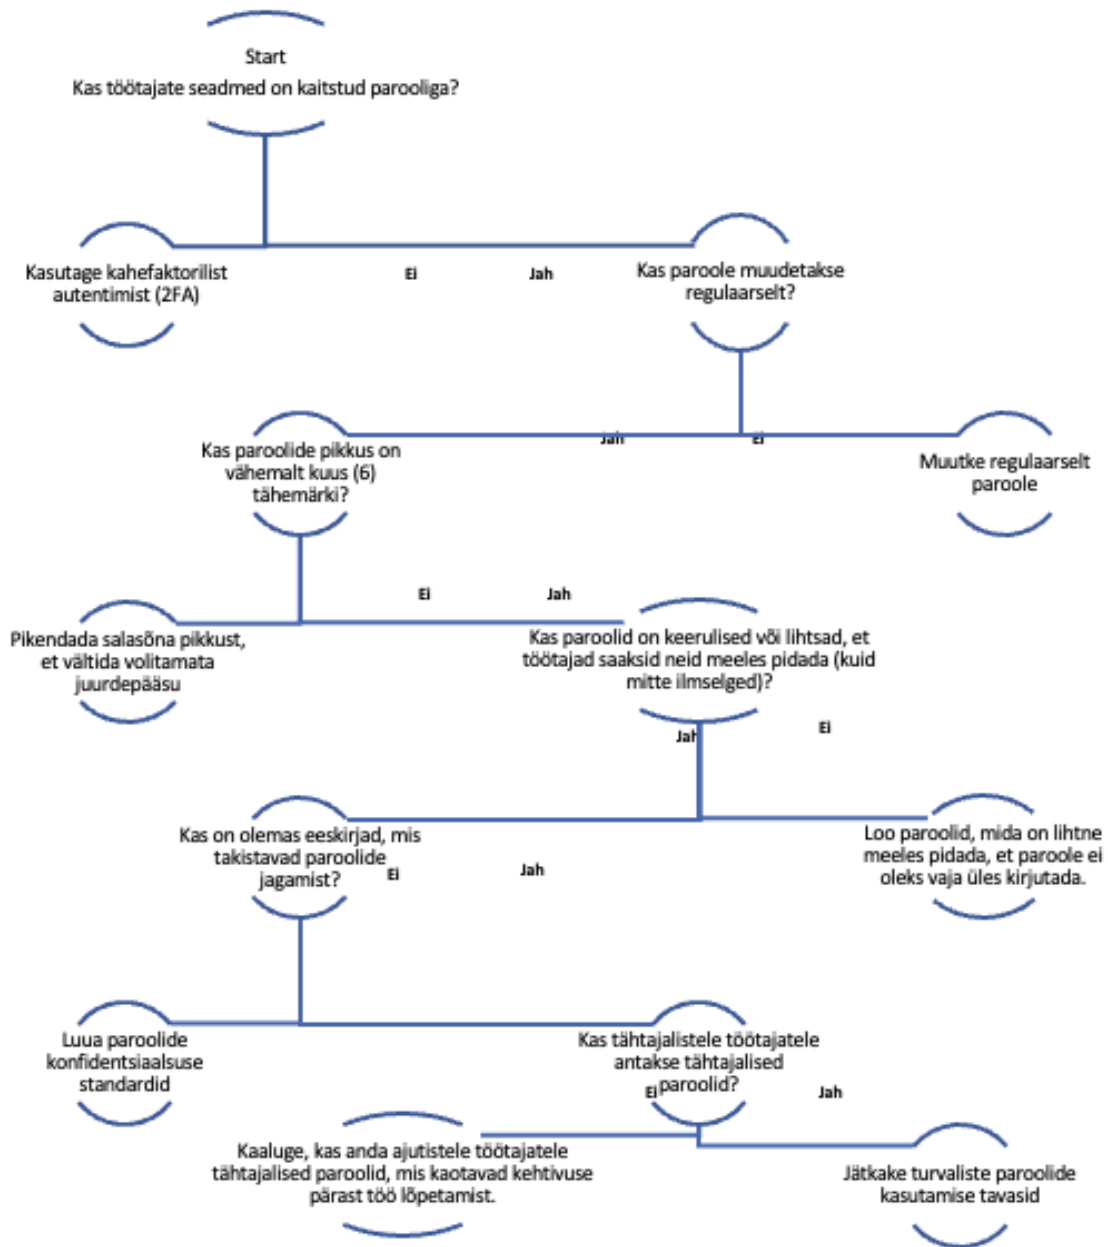 Start
Kas töötajate seadmed on kaitstud parooliga?
Kasutage kahefaktorilist
autentimist (2FA)
Ei
Jah
Kas paroole muudetakse
regulaarselt?
Kas paroolide pikkus on
vähemalt kuus (6)
tähemärki?
Jah
Ei
Muutke regulaarselt
paroole
Pikendada salasõna pikkust,
et vältida volitamata
juurdepääsu
Ei
Jah
Kas paroolid on keerulised või lihtsad, et
töötajad saaksid neid meeles pidada (kuid
mitte ilmselged)?
Jah
Ei
Kas on olemas eeskirjad, mis
takistavad paroolide
jagamist?
Ei
Jah
Loo paroolid, mida on lihtne
meeles pidada, et paroole ei
oleks vaja üles kirjutada.
Luua paroolide
konfidentsiaalsuse
standardid
Kas tähtajalistele töötajatele
antakse tähtajalised
paroolid?
Ei
Jah
Kaaluge, kas anda ajutistele töötajatele
tähtajalised paroolid, mis kaotavad kehtivuse
pärast töö lõpetamist.
Jätkake turvaliste paroolide
kasutamise tavasid